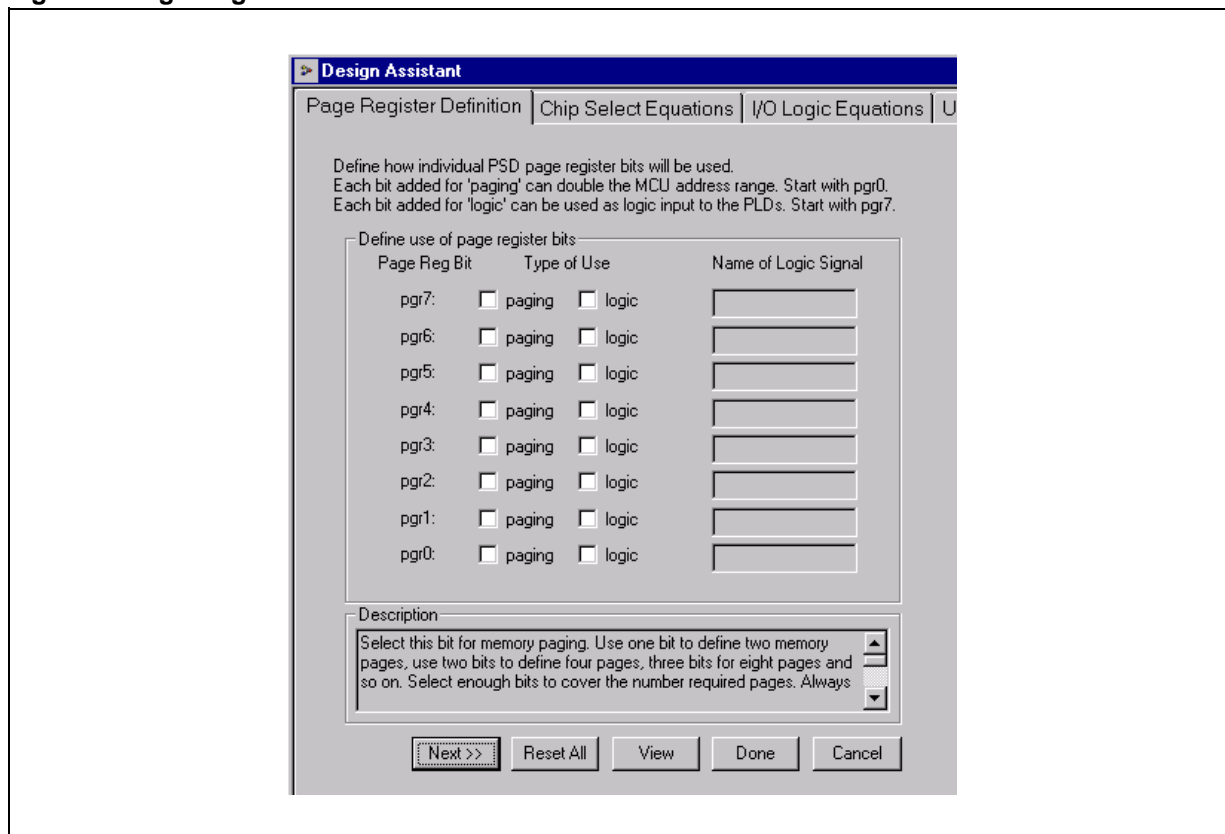 Design Assistant
Page Register Definition Chip Select Equations I/O Logic Equations U
Define how individual PSD page register bits will be used.
Each bit added for 'paging' can double the MCU address range. Start with pgr0.
Each bit added for 'logic' can be used as logic input to the PLDs. Start with pgr7.
Define use of page register bits
Page Reg Bit Type of Use Name of Logic Signal
pgr7: paging logic
pgr6: paging logic
pgr5: paging logic
pgr4: paging logic
pgr3: paging logic
pgr2: paging logic
pgr1: paging logic
pgr0: paging logic
Description
Select this bit for memory paging. Use one bit to define two memory
pages, use two bits to define four pages, three bits for eight pages and
so on. Select enough bits to cover the number required pages. Always
Next >> Reset All View Done Cancel